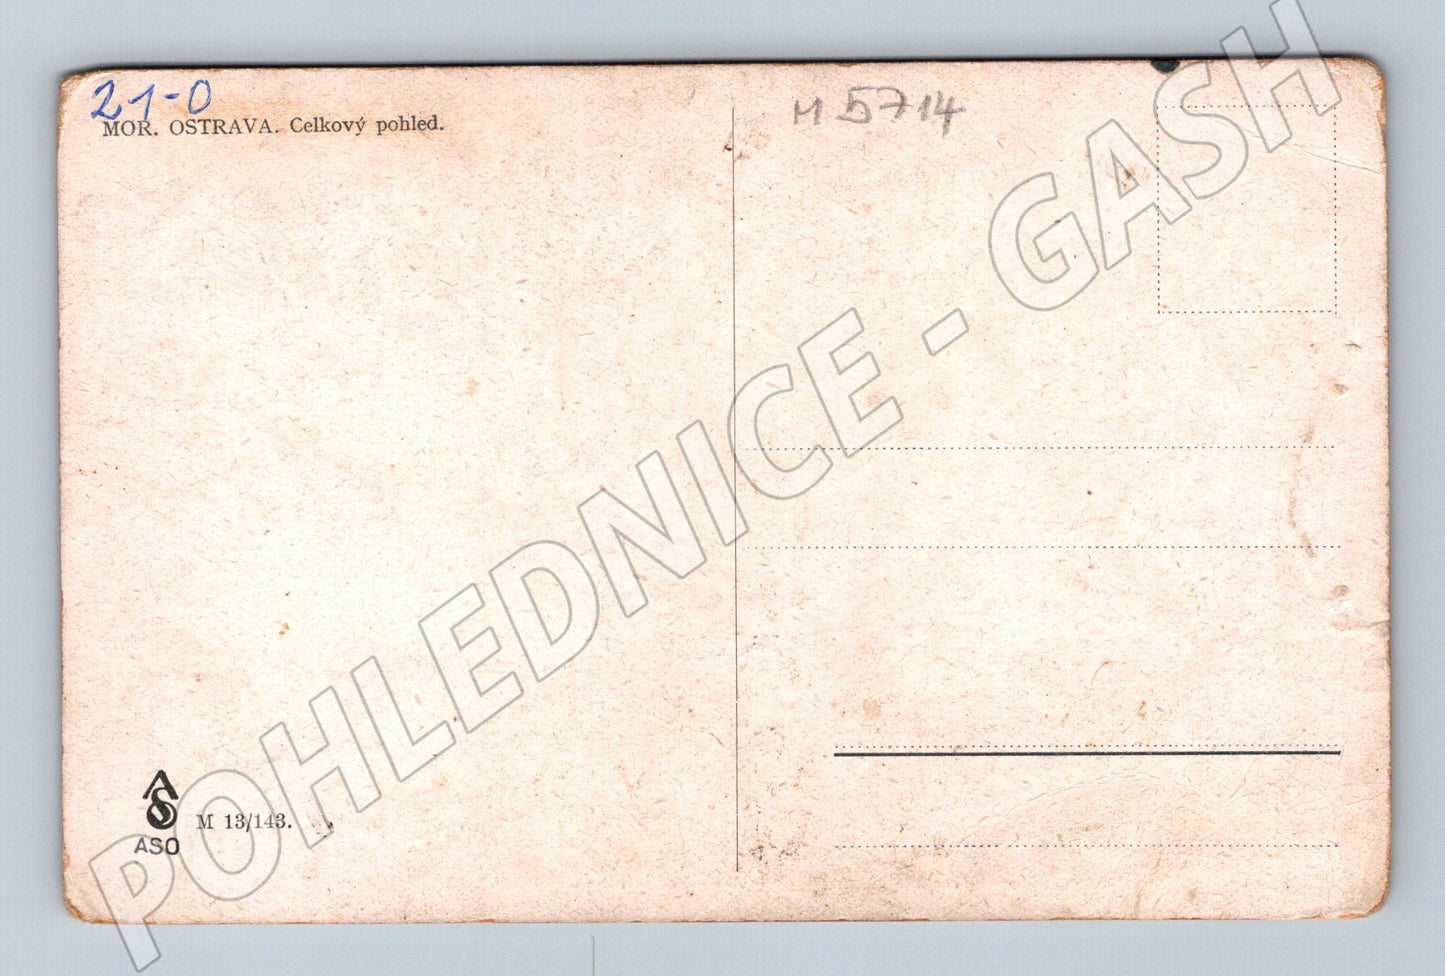 21-0
MOR. OSTRAVA. Celkový pohled.
M 5714
POHLEDNICE - GASH
M 13/143.
ASO